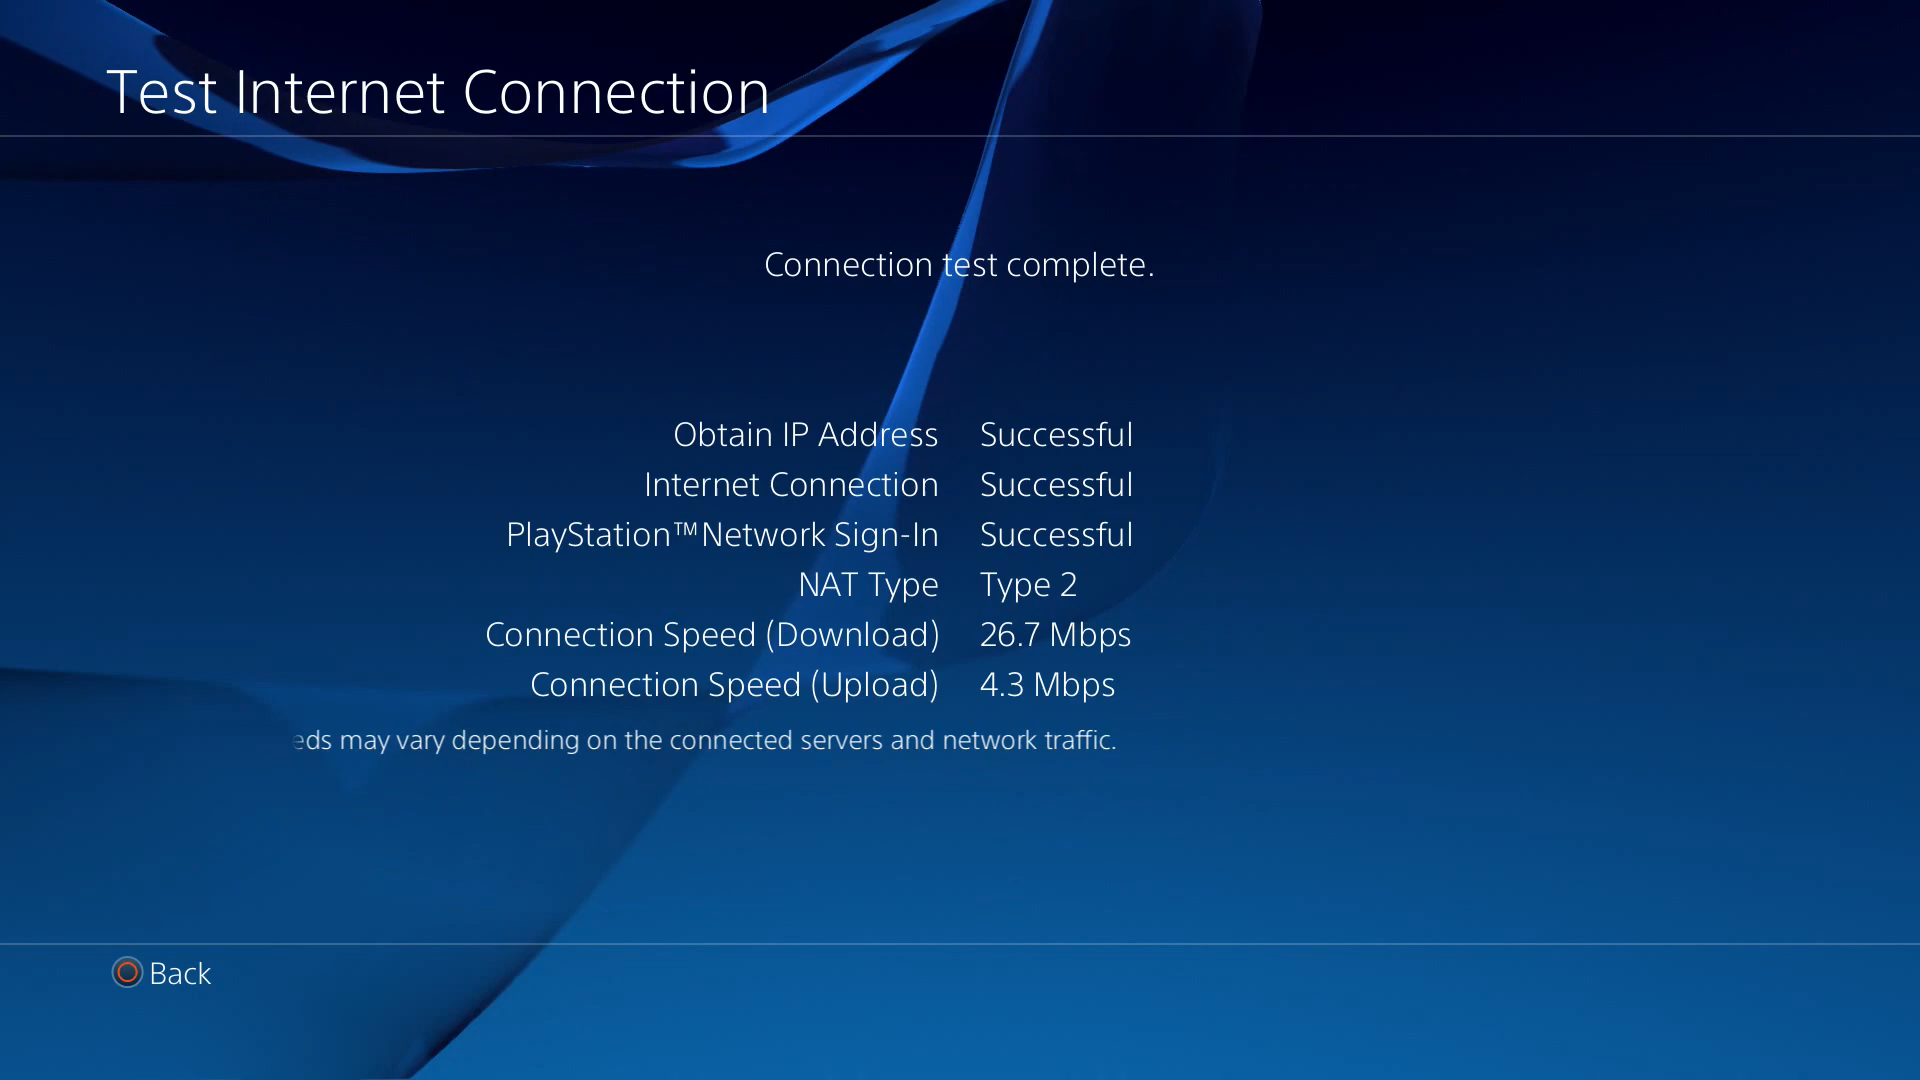 Test Internet Connection
Connection test complete.
Obtain IP Address Successful
Internet Connection Successful
PlayStation™Network Sign-In Successful
NAT Type Type 2
Connection Speed (Download) 26.7 Mbps
Connection Speed (Upload) 4.3 Mbps
eds may vary depending on the connected servers and network traffic.
Back